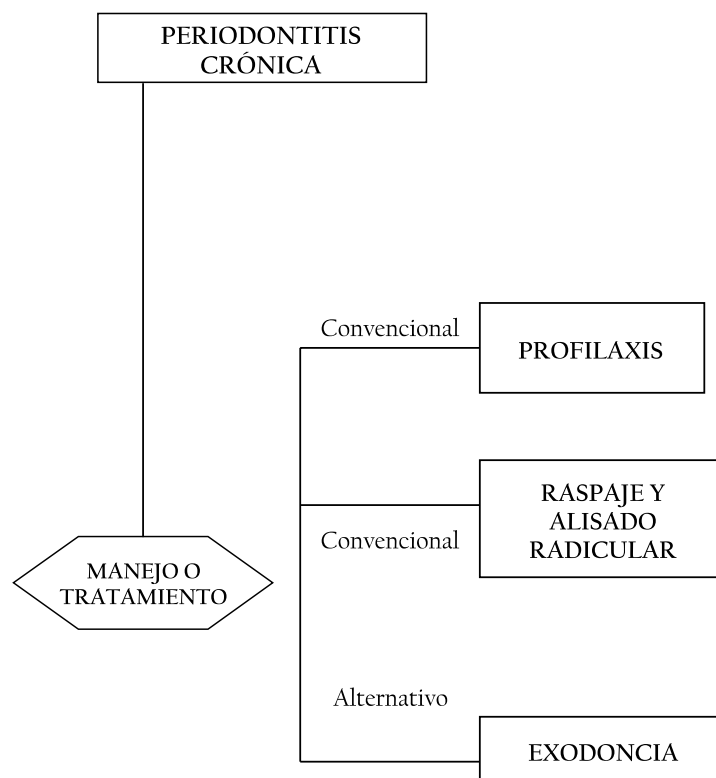 PERIODONTITIS
CRÓNICA
Convencional
PROFILAXIS
RASPAJE Y
ALISADO
RADICULAR
Convencional
MANEJO O
TRATAMIENTO
Alternativo
EXODONCIA